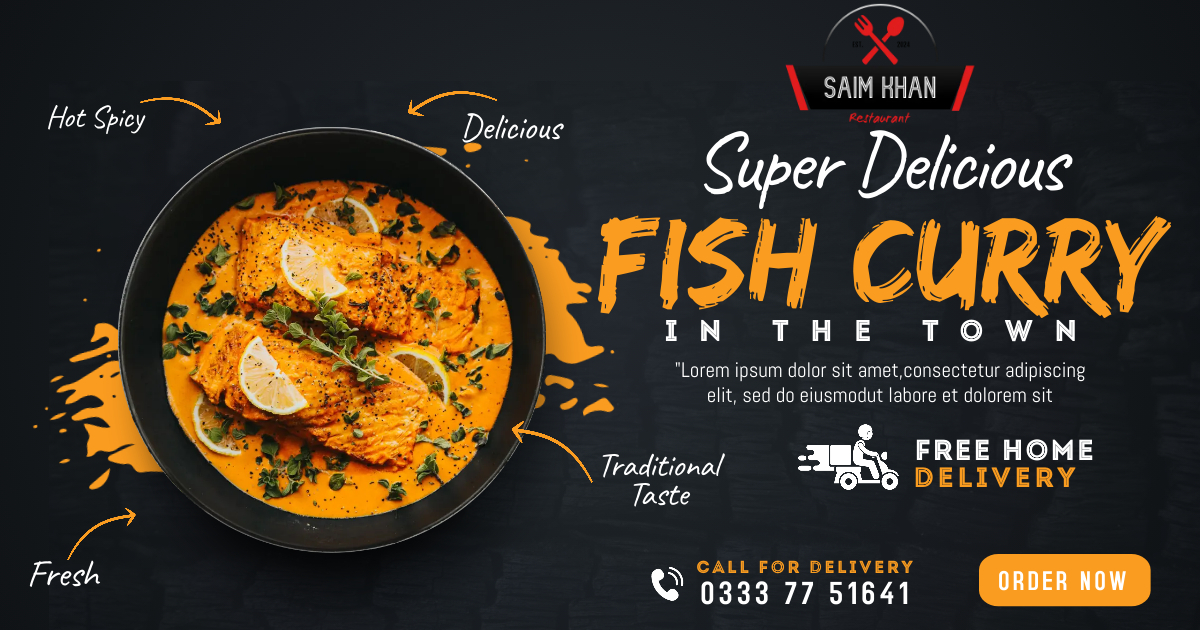 SAIM KHAN
Restaurant
Hot Spicy
Delicious
Super Delicious
FISH CURRY
IN THE TOWN
"Lorem ipsum dolor sit amet,consectetur adipiscing
elit, sed do eiusmodut labore et dolorem sit
FREE HOME
DELIVERY
Traditional
Taste
Fresh
CALL FOR DELIVERY
0333 77 51641
ORDER NOW